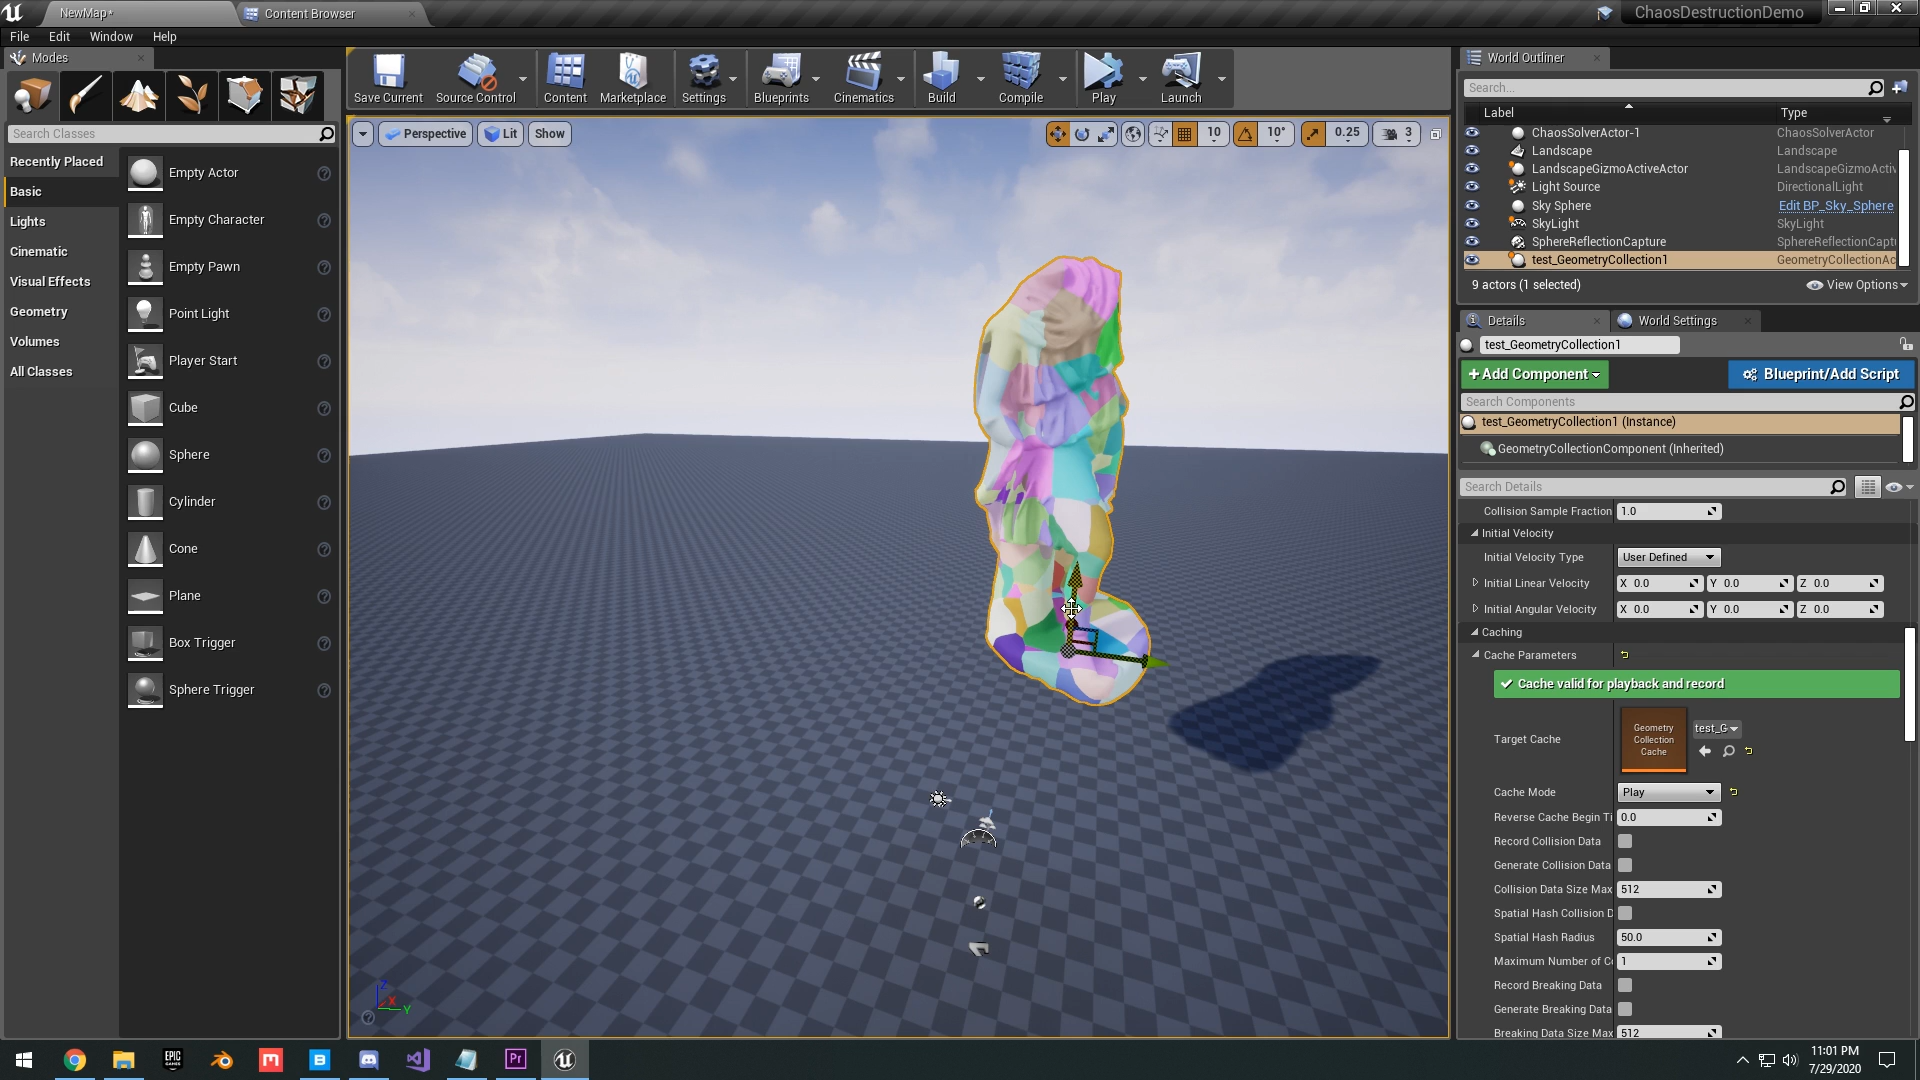 NewMap*
Content Browser
ChaosDestructionDemo
File Edit Window Help
Modes
World Outliner
Save Current
Source Control
Content
Marketplace
Settings
Blueprints
Cinematics
Build
Compile
Play
Launch
Search Classes
Search...
Label Type
Recently Placed
Basic
Lights
Cinematic
Visual Effects
Geometry
Volumes
All Classes
Empty Actor
Empty Character
Empty Pawn
Point Light
Player Start
Cube
Sphere
Cylinder
Cone
Plane
Box Trigger
Sphere Trigger
Perspective
Lit
Show
10
10°
0.25
3
ChaosSolverActor-1 ChaosSolverActor
Landscape Landscape
LandscapeGizmoActiveActor LandscapeGizmoActiv
Light Source DirectionalLight
Sky Sphere Edit BP_Sky_Sphere
SkyLight SkyLight
SphereReflectionCapture SphereReflectionCapt
test_GeometryCollection1 GeometryCollectionAc
9 actors (1 selected) View Options
Details
World Settings
test_GeometryCollection1
+Add Component
Blueprint/Add Script
Search Components
test_GeometryCollection1 (Instance)
GeometryCollectionComponent (Inherited)
Search Details
Collision Sample Fraction 1.0
Initial Velocity
Initial Velocity Type User Defined
Initial Linear Velocity X 0.0 Y 0.0 Z 0.0
Initial Angular Velocity X 0.0 Y 0.0 Z 0.0
Caching
Cache Parameters
Cache valid for playback and record
Target Cache
Geometry
Collection
Cache
test_G
Cache Mode Play
Reverse Cache Begin Ti 0.0
Record Collision Data
Generate Collision Data
Collision Data Size Max 512
Spatial Hash Collision D
Spatial Hash Radius 50.0
Maximum Number of C 1
Record Breaking Data
Generate Breaking Data
Breaking Data Size Max 512
Z
X
Y
EPIC
GAMES
M
B
Pr
11:01 PM
7/29/2020